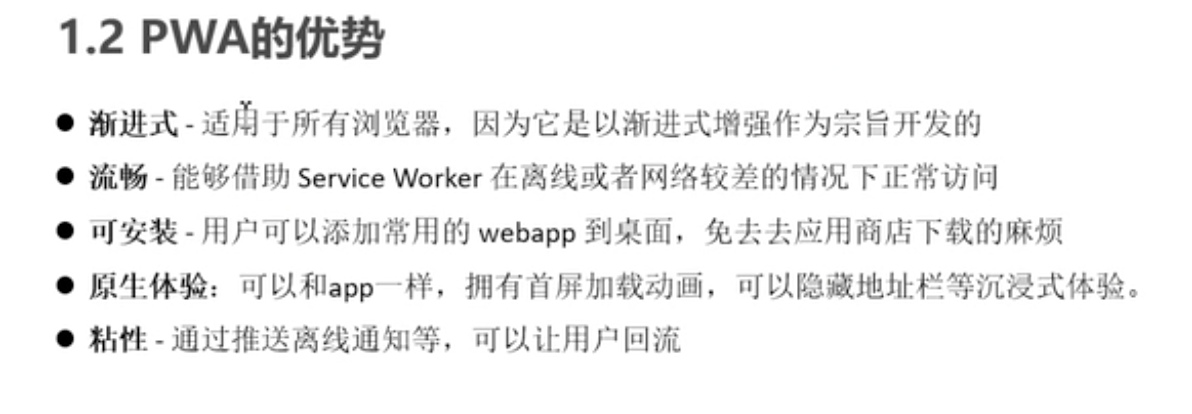 1.2 PWA的优势
● 渐进式 - 适用于所有浏览器，因为它是以渐进式增强作为宗旨开发的
● 流畅 - 能够借助 Service Worker 在离线或者网络较差的情况下正常访问
● 可安装 - 用户可以添加常用的 webapp 到桌面，免去去应用商店下载的麻烦
● 原生体验：可以和app一样，拥有首屏加载动画，可以隐藏地址栏等沉浸式体验。
● 粘性 - 通过推送离线通知等，可以让用户回流